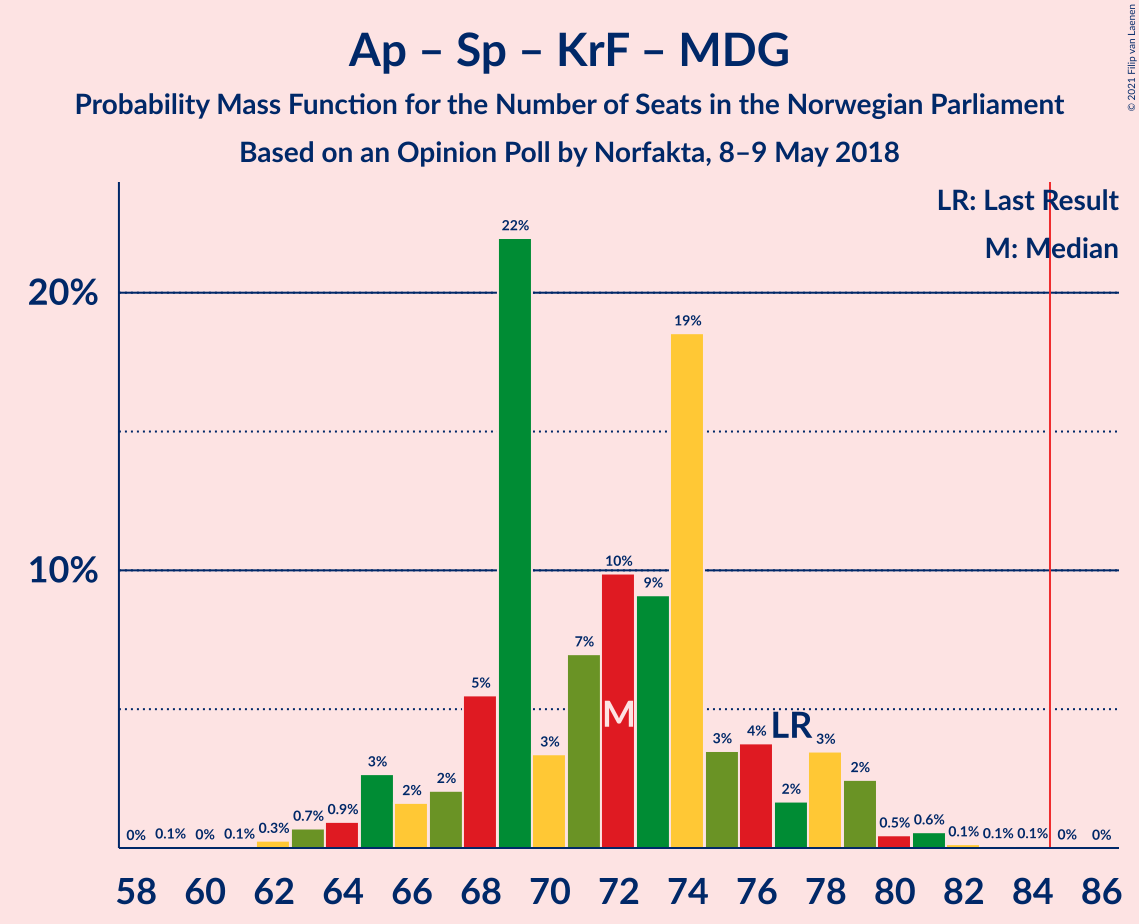 © 2021 Filip van Laenen
Ap – Sp – KrF – MDG
Probability Mass Function for the Number of Seats in the Norwegian Parliament
Based on an Opinion Poll by Norfakta, 8–9 May 2018
LR: Last Result
M: Median
20%
10%
0% 0.1% 0% 0.1% 0.3% 0.7% 0.9% 3% 2% 2% 5% 22% 3% 7% 10% 9% 19% 3% 4% 2% 3% 2% 0.5% 0.6% 0.1% 0.1% 0.1% 0% 0%
M
LR
58 60 62 64 66 68 70 72 74 76 78 80 82 84 86